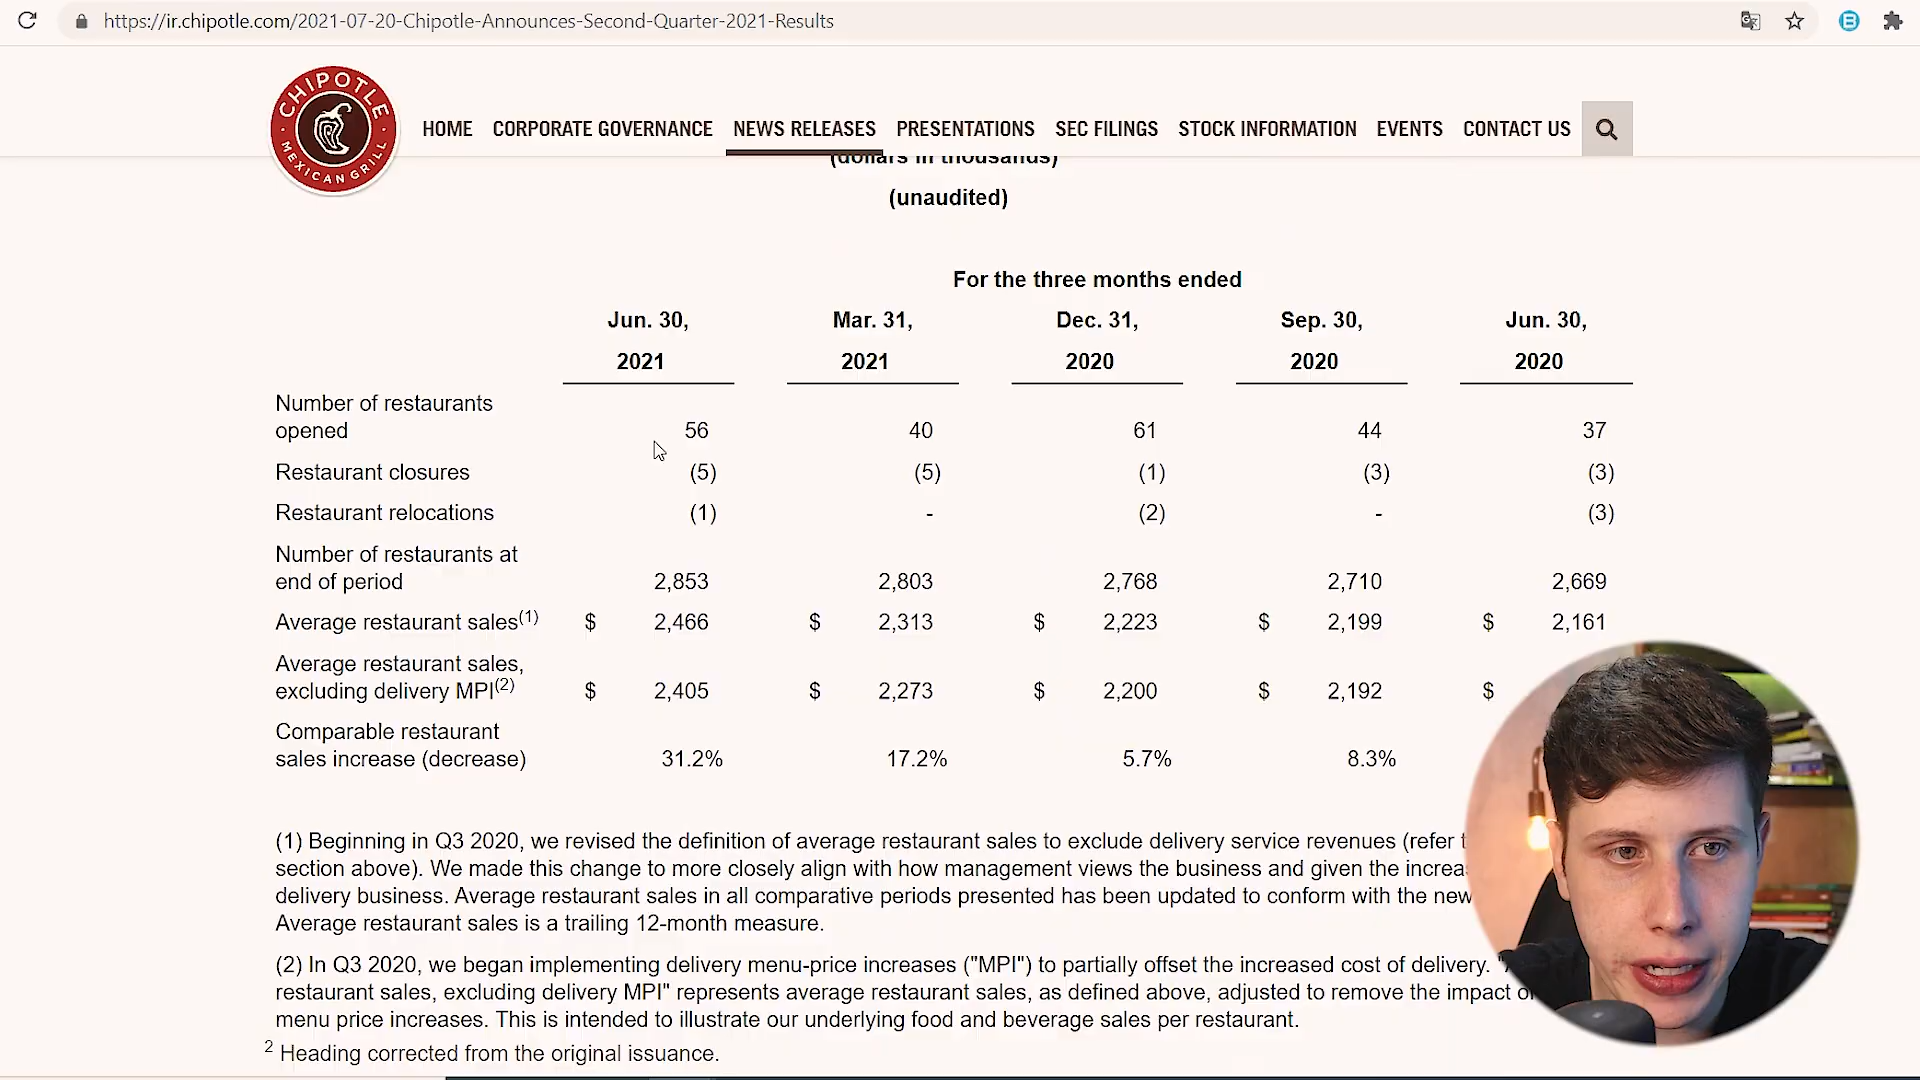 https://ir.chipotle.com/2021-07-20-Chipotle-Announces-Second-Quarter-2021-Results
CHIPOTLE
MEXICAN GRILL
HOME CORPORATE GOVERNANCE NEWS RELEASES PRESENTATIONS SEC FILINGS STOCK INFORMATION EVENTS CONTACT US
(dollars in thousands)
(unaudited)
For the three months ended
Jun. 30, Mar. 31, Dec. 31, Sep. 30, Jun. 30,
2021 2021 2020 2020 2020
Number of restaurants
opened 56 40 61 44 37
Restaurant closures (5) (5) (1) (3) (3)
Restaurant relocations (1) - (2) - (3)
Number of restaurants at
end of period 2,853 2,803 2,768 2,710 2,669
Average restaurant sales(1) $ 2,466 $ 2,313 $ 2,223 $ 2,199 $ 2,161
Average restaurant sales,
excluding delivery MPI(2) $ 2,405 $ 2,273 $ 2,200 $ 2,192 $
Comparable restaurant
sales increase (decrease) 31.2% 17.2% 5.7% 8.3%
(1) Beginning in Q3 2020, we revised the definition of average restaurant sales to exclude delivery service revenues (refer
section above). We made this change to more closely align with how management views the business and given the
delivery business. Average restaurant sales in all comparative periods presented has been updated to conform with the new
Average restaurant sales is a trailing 12-month measure.
(2) In Q3 2020, we began implementing delivery menu-price increases ("MPI") to partially offset the increased cost of delivery.
restaurant sales, excluding delivery MPI" represents average restaurant sales, as defined above, adjusted to remove the impact
menu price increases. This is intended to illustrate our underlying food and beverage sales per restaurant.
2 Heading corrected from the original issuance.